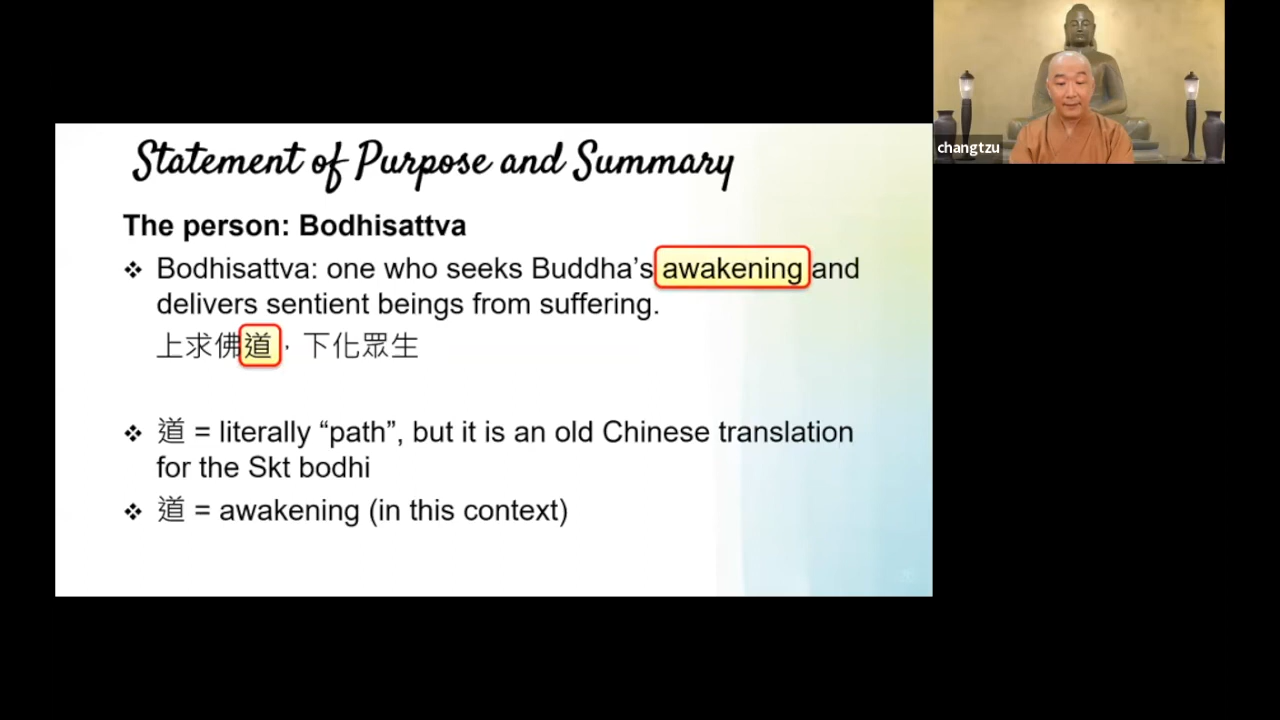 Statement of Purpose and Summary
The person: Bodhisattva
❖ Bodhisattva: one who seeks Buddha’s awakening and
delivers sentient beings from suffering.
上求佛道，下化眾生
❖ 道 = literally “path”, but it is an old Chinese translation
for the Skt bodhi
❖ 道 = awakening (in this context)
changtzu